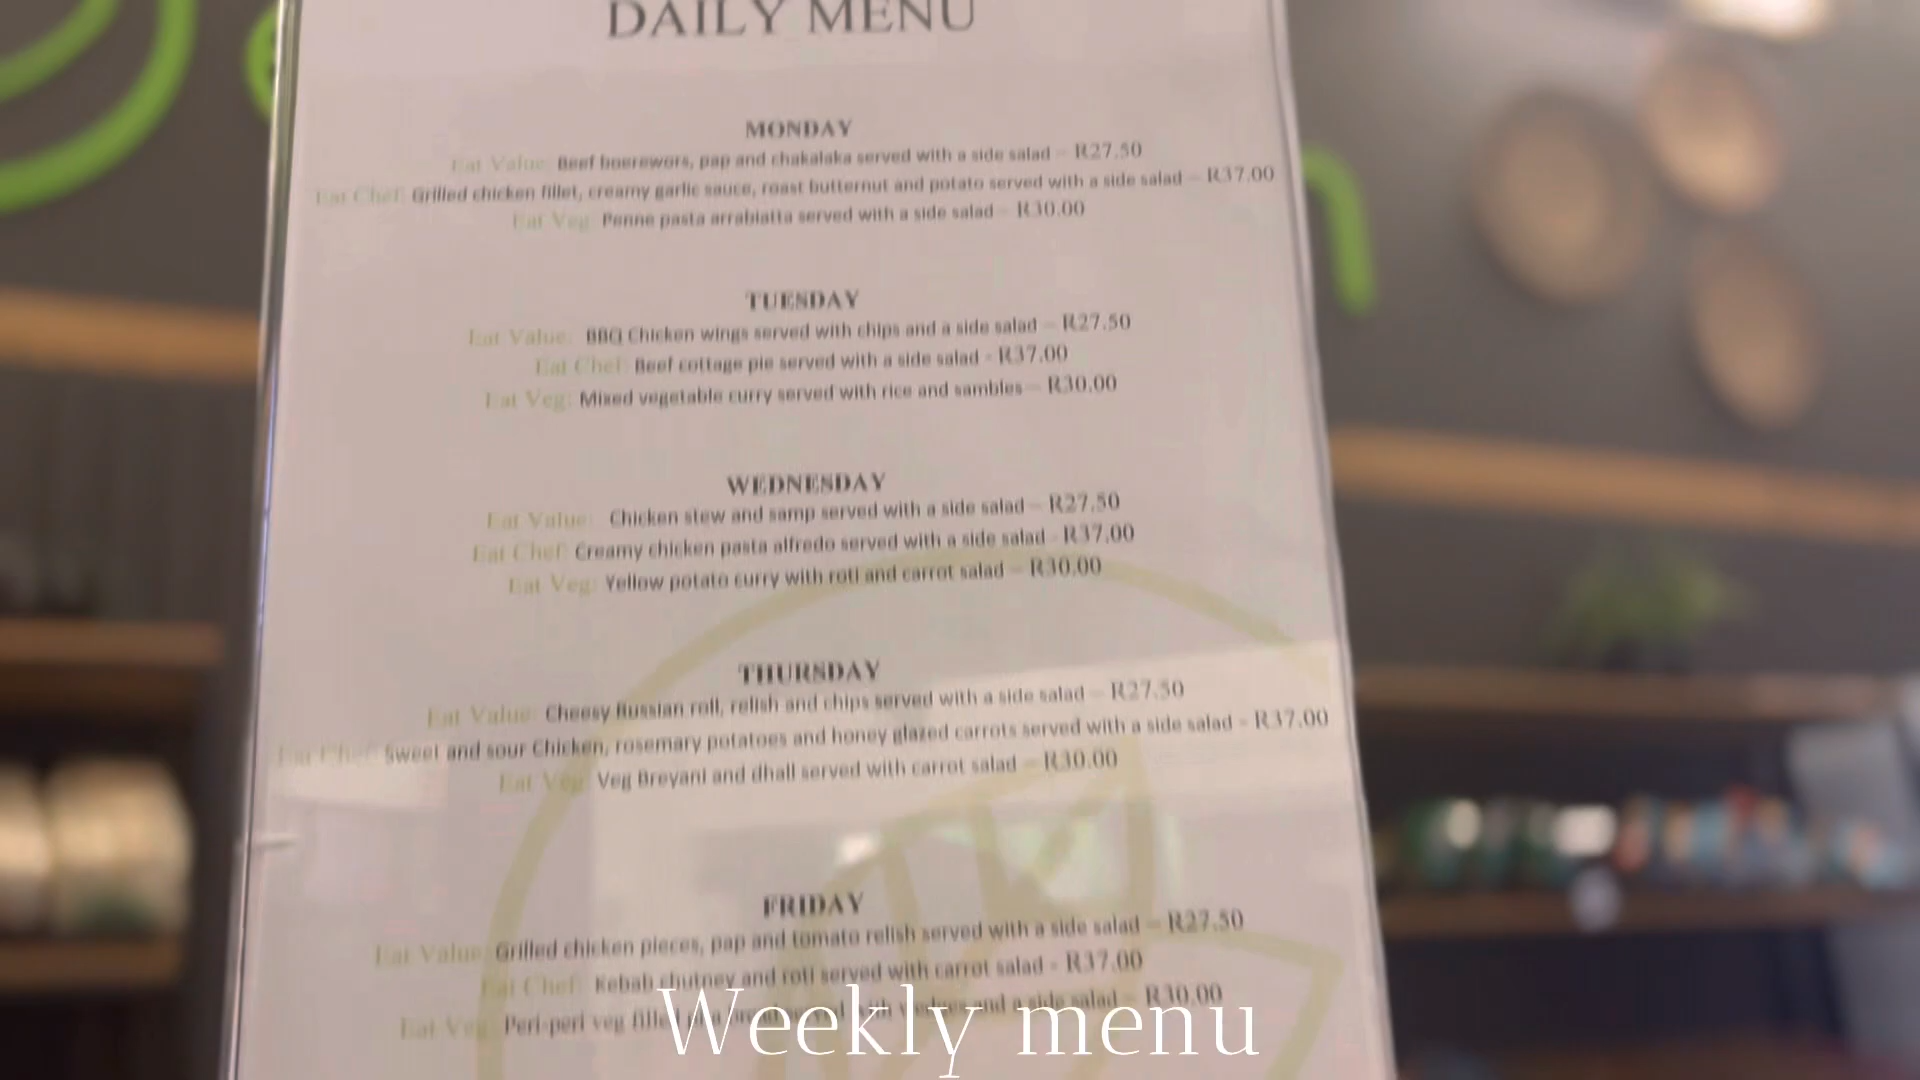 DAILY MENU
MONDAY
Eat Value: Beef boerewors, pap and chakalaka served with a side salad – R27.50
Eat Chef: Grilled chicken fillet, creamy garlic sauce, roast butternut and potato served with a side salad – R37.00
Eat Veg: Penne pasta arrabiatta served with a side salad – R30.00
TUESDAY
Eat Value: BBQ Chicken wings served with chips and a side salad – R27.50
Eat Chef: Beef cottage pie served with a side salad - R37.00
Eat Veg: Mixed vegetable curry served with rice and sambles – R30.00
WEDNESDAY
Eat Value: Chicken stew and samp served with a side salad – R27.50
Eat Chef: Creamy chicken pasta alfredo served with a side salad - R37.00
Eat Veg: Yellow potato curry with roti and carrot salad – R30.00
THURSDAY
Eat Value: Cheesy Russian roll, relish and chips served with a side salad – R27.50
Eat Chef: Sweet and sour Chicken, rosemary potatoes and honey glazed carrots served with a side salad - R37.00
Eat Veg: Veg Breyani and dhall served with carrot salad – R30.00
FRIDAY
Eat Value: Grilled chicken pieces, pap and tomato relish served with a side salad – R27.50
Eat Chef: Kebab chutney and roti served with carrot salad - R37.00
Eat Veg: Peri-peri veg filled and a side salad – R30.00
Weekly menu